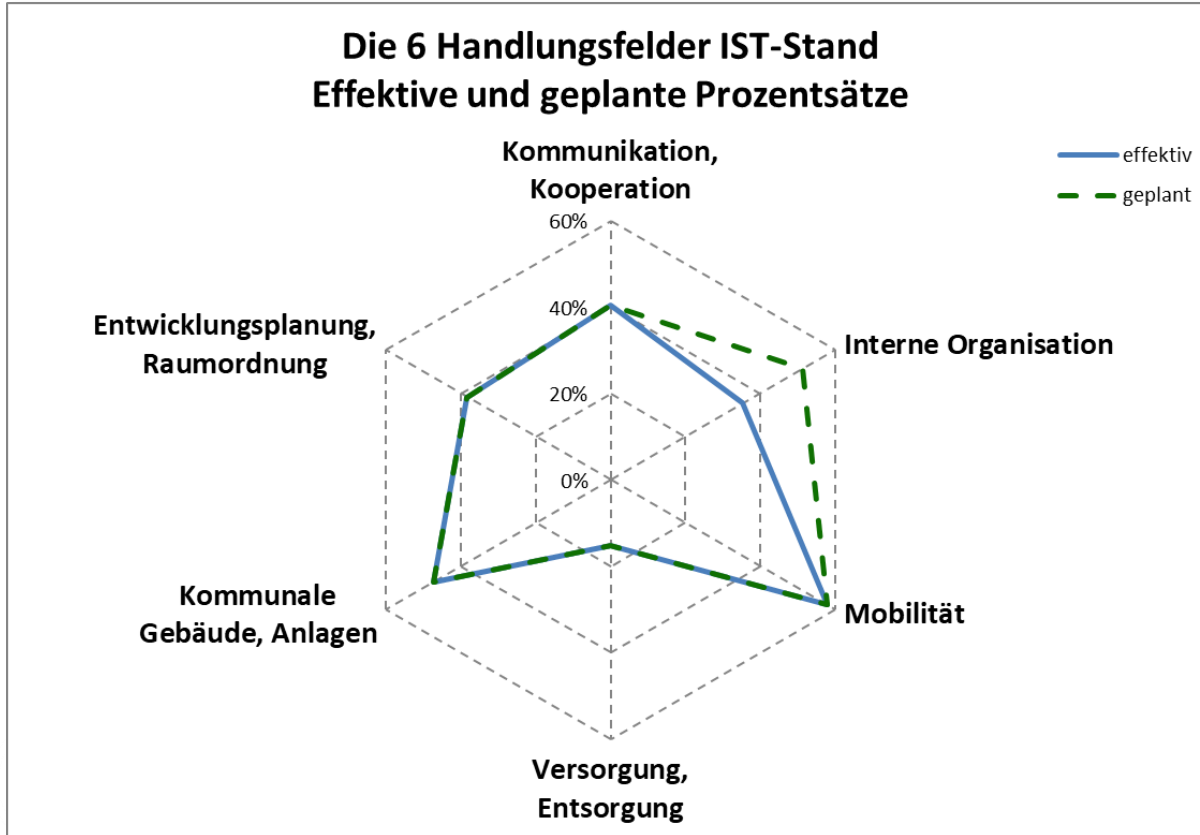 Die 6 Handlungsfelder IST-Stand
Effektive und geplante Prozentsätze
Kommunikation,
Kooperation
effektiv
geplant
60%
40%
20%
0%
Entwicklungsplanung,
Raumordnung
Interne Organisation
Kommunale
Gebäude, Anlagen
Mobilität
Versorgung,
Entsorgung